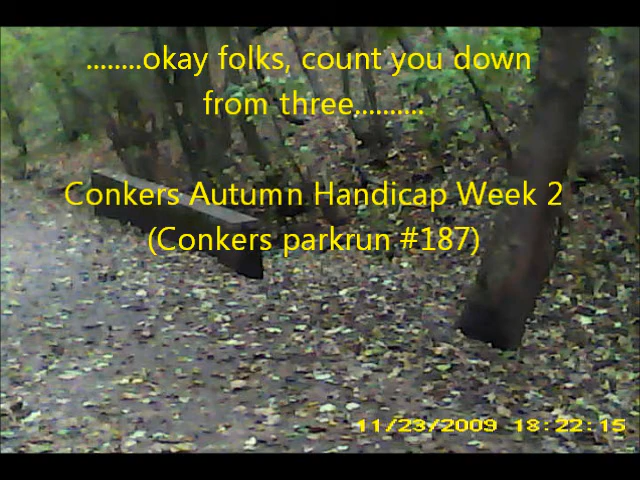 ........okay folks, count you down
from three..........
Conkers Autumn Handicap Week 2
(Conkers parkrun #187)
11/23/2009 18:22:15